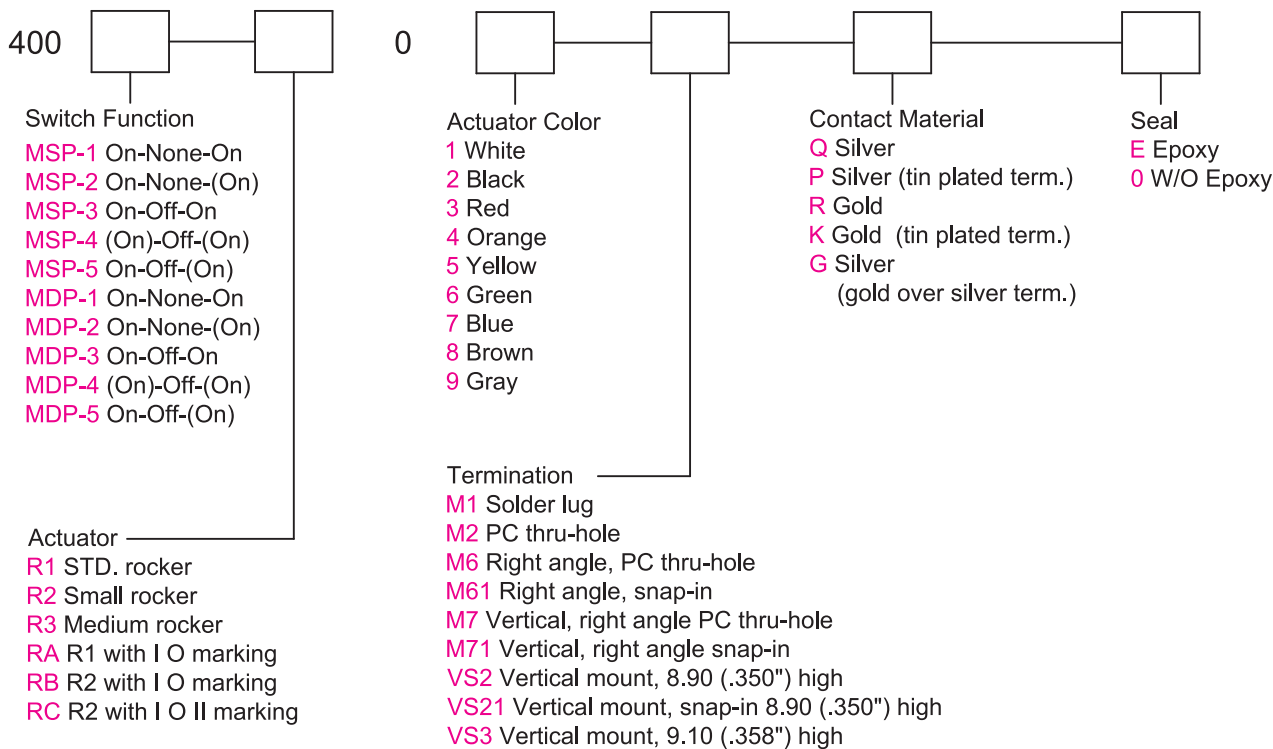 400
0
Switch Function
MSP-1 On-None-On
MSP-2 On-None-(On)
MSP-3 On-Off-On
MSP-4 (On)-Off-(On)
MSP-5 On-Off-(On)
MDP-1 On-None-On
MDP-2 On-None-(On)
MDP-3 On-Off-On
MDP-4 (On)-Off-(On)
MDP-5 On-Off-(On)
Actuator
R1 STD. rocker
R2 Small rocker
R3 Medium rocker
RA R1 with I O marking
RB R2 with I O marking
RC R2 with I O II marking
Actuator Color
1 White
2 Black
3 Red
4 Orange
5 Yellow
6 Green
7 Blue
8 Brown
9 Gray
Termination
M1 Solder lug
M2 PC thru-hole
M6 Right angle, PC thru-hole
M61 Right angle, snap-in
M7 Vertical, right angle PC thru-hole
M71 Vertical, right angle snap-in
VS2 Vertical mount, 8.90 (.350") high
VS21 Vertical mount, snap-in 8.90 (.350") high
VS3 Vertical mount, 9.10 (.358") high
Contact Material
Q Silver
P Silver (tin plated term.)
R Gold
K Gold (tin plated term.)
G Silver
(gold over silver term.)
Seal
E Epoxy
0 W/O Epoxy